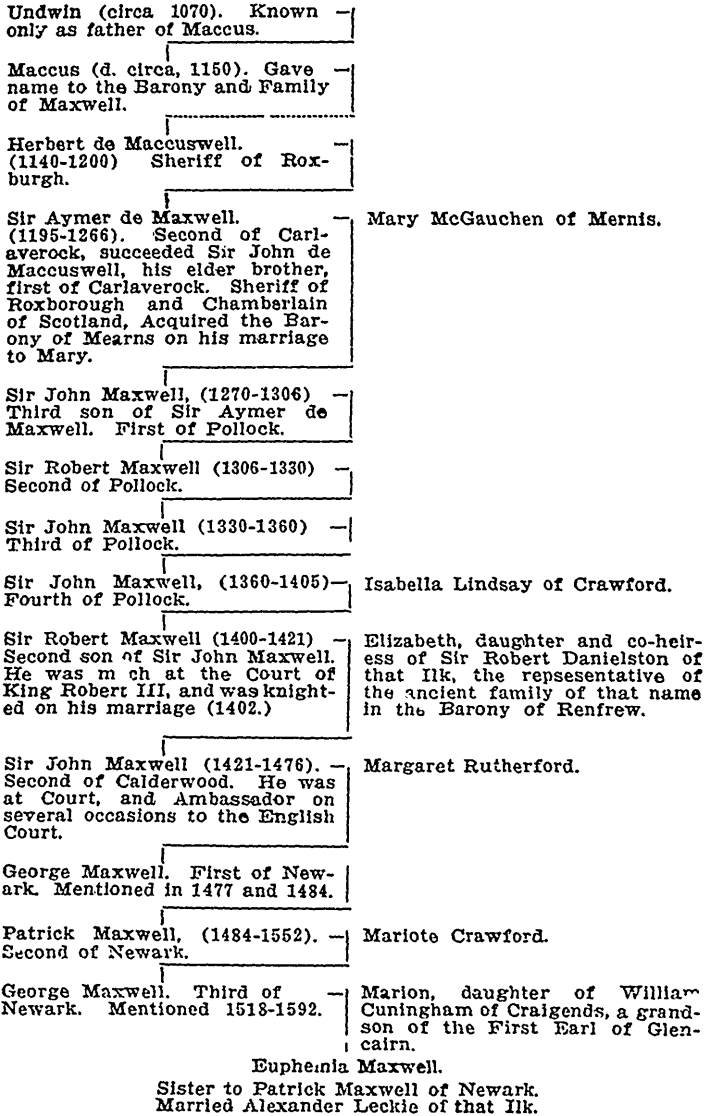 Undwin (circa 1070). Known
only as father of Maccus.
Maccus (d. circa, 1150). Gave
name to the Barony and Family
of Maxwell.
Herbert de Maccuswell.
(1140-1200) Sheriff of Rox-
burgh.
Sir Aymer de Maxwell.
(1195-1266). Second of Carl-
averock, succeeded Sir John de
Maccuswell, his elder brother,
first of Carlaverock. Sheriff of
Roxborough and Chamberlain
of Scotland, Acquired the Bar-
ony of Mearns on his marriage
to Mary.
Mary McGauchen of Mernis.
Sir John Maxwell, (1270-1306)
Third son of Sir Aymer de
Maxwell. First of Pollock.
Sir Robert Maxwell (1306-1330)
Second of Pollock.
Sir John Maxwell (1330-1360)
Third of Pollock.
Sir John Maxwell, (1360-1405)
Fourth of Pollock.
Isabella Lindsay of Crawford.
Sir Robert Maxwell (1400-1421)
Second son of Sir John Maxwell.
He was m ch at the Court of
King Robert III, and was knight-
ed on his marriage (1402.)
Elizabeth, daughter and co-heir-
ess of Sir Robert Danielston of
that Ilk, the repsesentative of
the ancient family of that name
in the Barony of Renfrew.
Sir John Maxwell (1421-1476).
Second of Calderwood. He was
at Court, and Ambassador on
several occasions to the English
Court.
Margaret Rutherford.
George Maxwell. First of New-
ark. Mentioned in 1477 and 1484.
Patrick Maxwell, (1484-1552).
Second of Newark.
Mariote Crawford.
George Maxwell. Third of
Newark. Mentioned 1518-1592.
Marion, daughter of William
Cuningham of Craigends, a grand-
son of the First Earl of Glen-
cairn.
Euphemia Maxwell.
Sister to Patrick Maxwell of Newark.
Married Alexander Leckie of that Ilk.